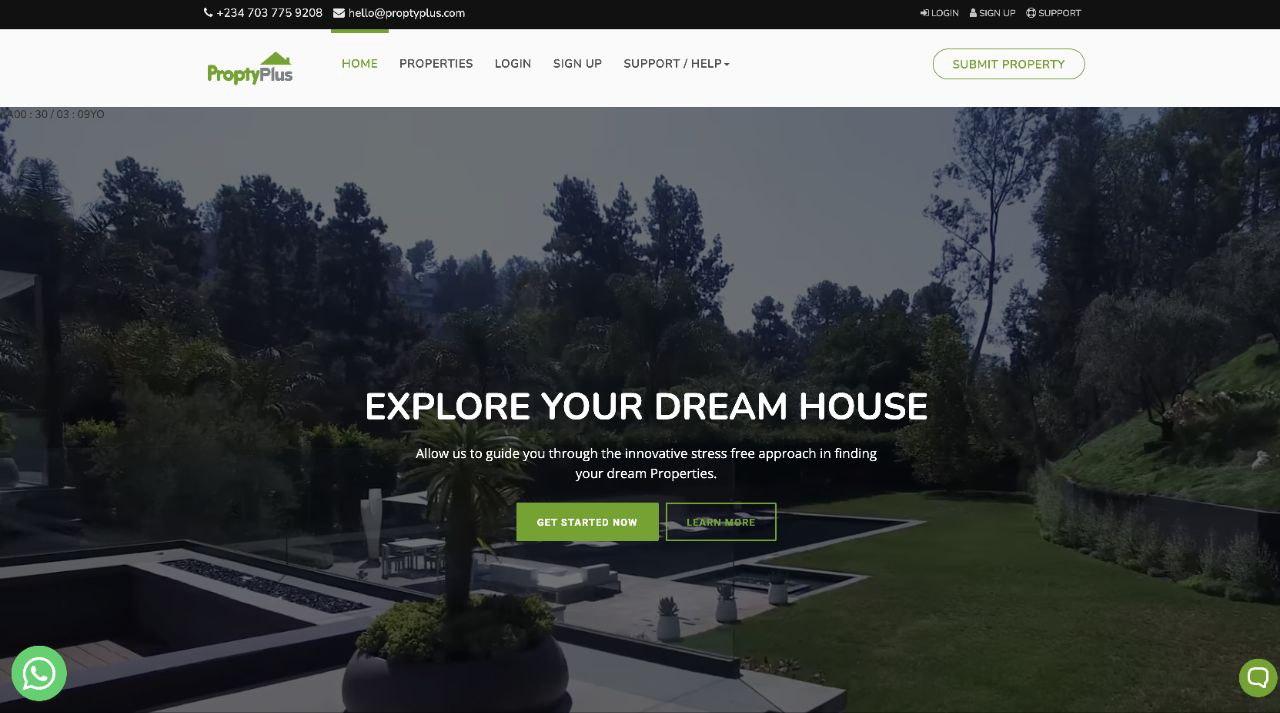 +234 703 775 9208 hello@proptyplus.com LOGIN SIGN UP SUPPORT
ProptyPlus HOME PROPERTIES LOGIN SIGN UP SUPPORT / HELP SUBMIT PROPERTY
00 : 30 / 03 : 09YO
EXPLORE YOUR DREAM HOUSE
Allow us to guide you through the innovative stress free approach in finding
your dream Properties.
GET STARTED NOW LEARN MORE